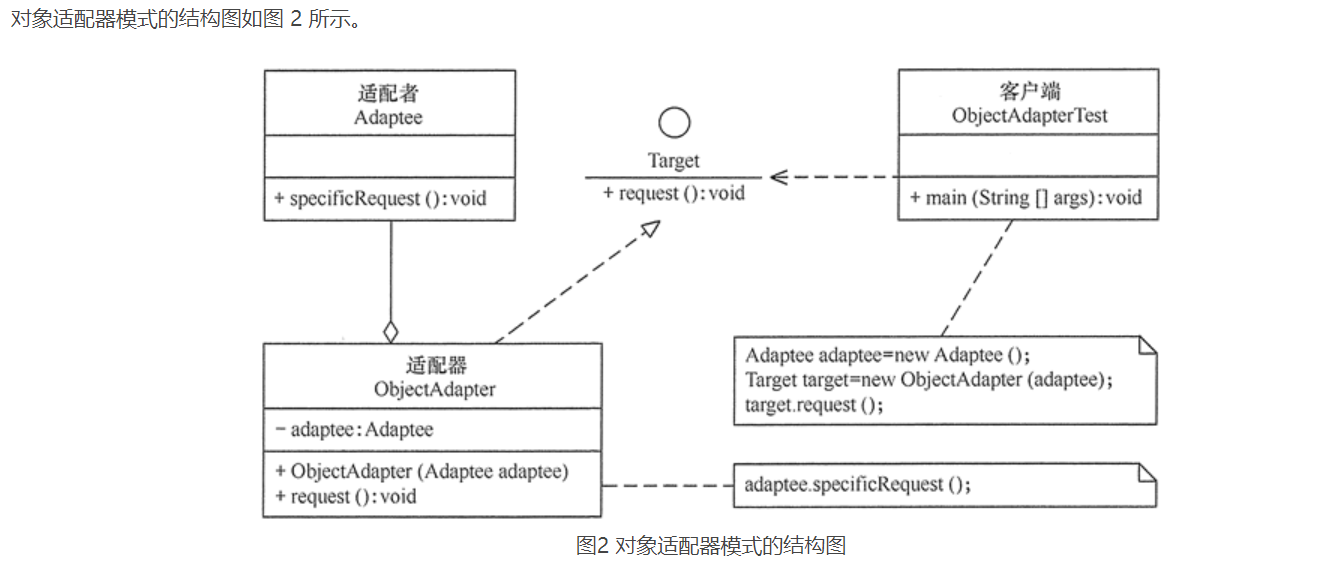 对象适配器模式的结构图如图 2 所示。
适配者
Adaptee
+ specificRequest ():void
Target
+ request ():void
客户端
ObjectAdapterTest
+ main (String [] args):void
适配器
ObjectAdapter
- adaptee:Adaptee
+ ObjectAdapter (Adaptee adaptee)
+ request ():void
Adaptee adaptee=new Adaptee ();
Target target=new ObjectAdapter (adaptee);
target.request ();
adaptee.specificRequest ();
图2 对象适配器模式的结构图